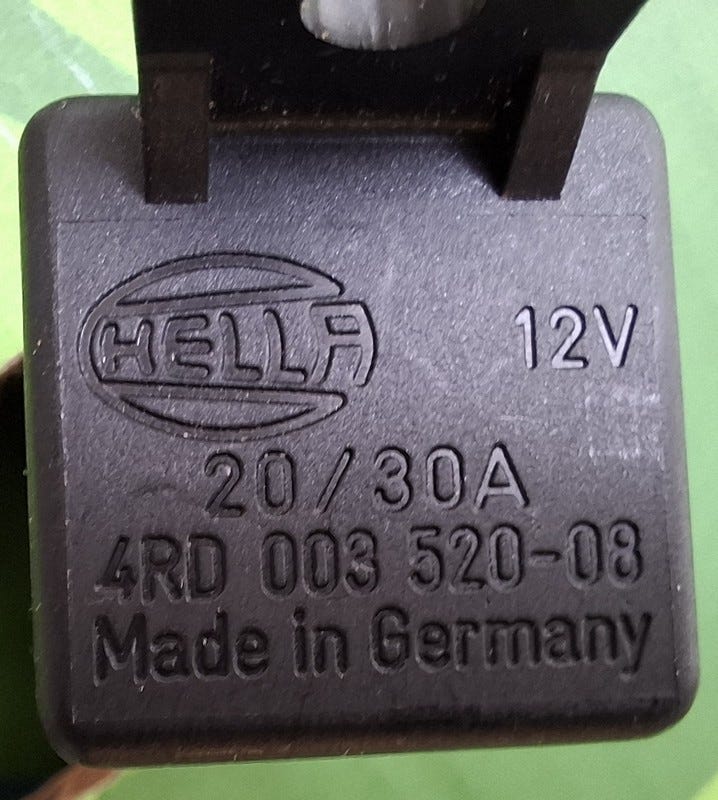 HELLA
12V
20/30A
4RD 003 520-08
Made in Germany